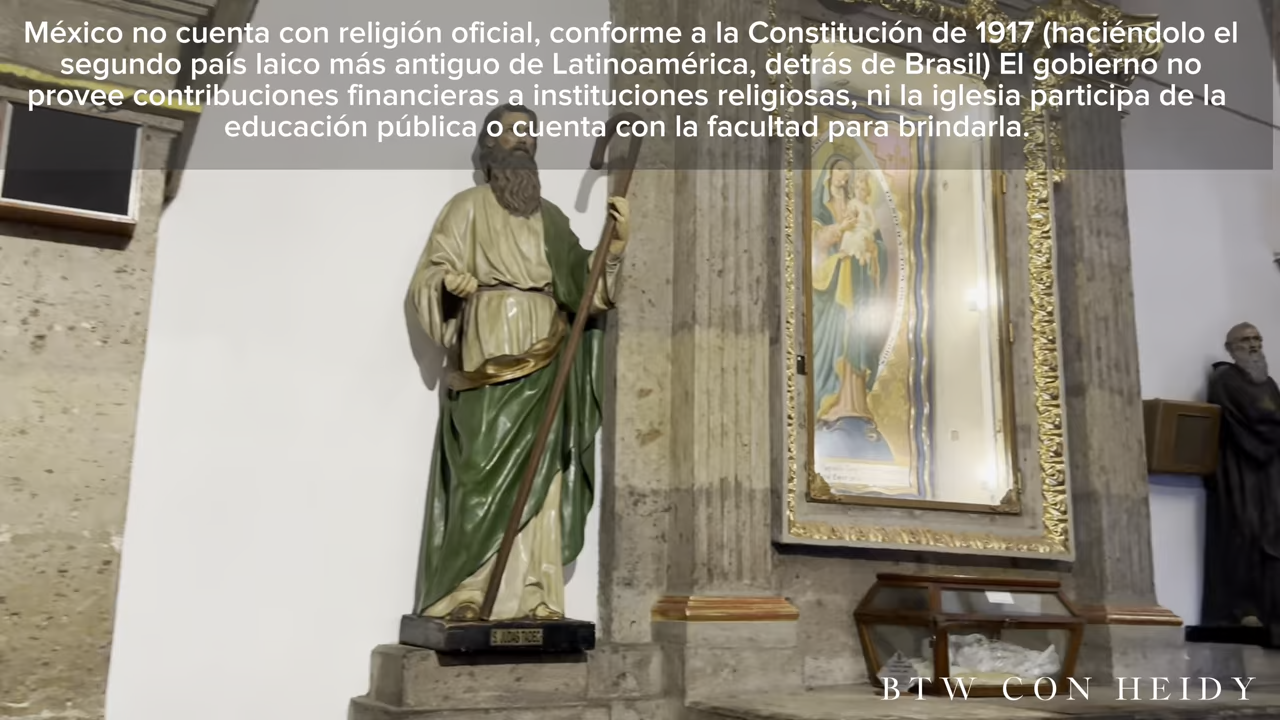 México no cuenta con religión oficial, conforme a la Constitución de 1917 (haciéndolo el
segundo país laico más antiguo de Latinoamérica, detrás de Brasil) El gobierno no
provee contribuciones financieras a instituciones religiosas, ni la iglesia participa de la
educación pública o cuenta con la facultad para brindarla.
S. JUDAS TADEO
BTW CON HEIDY